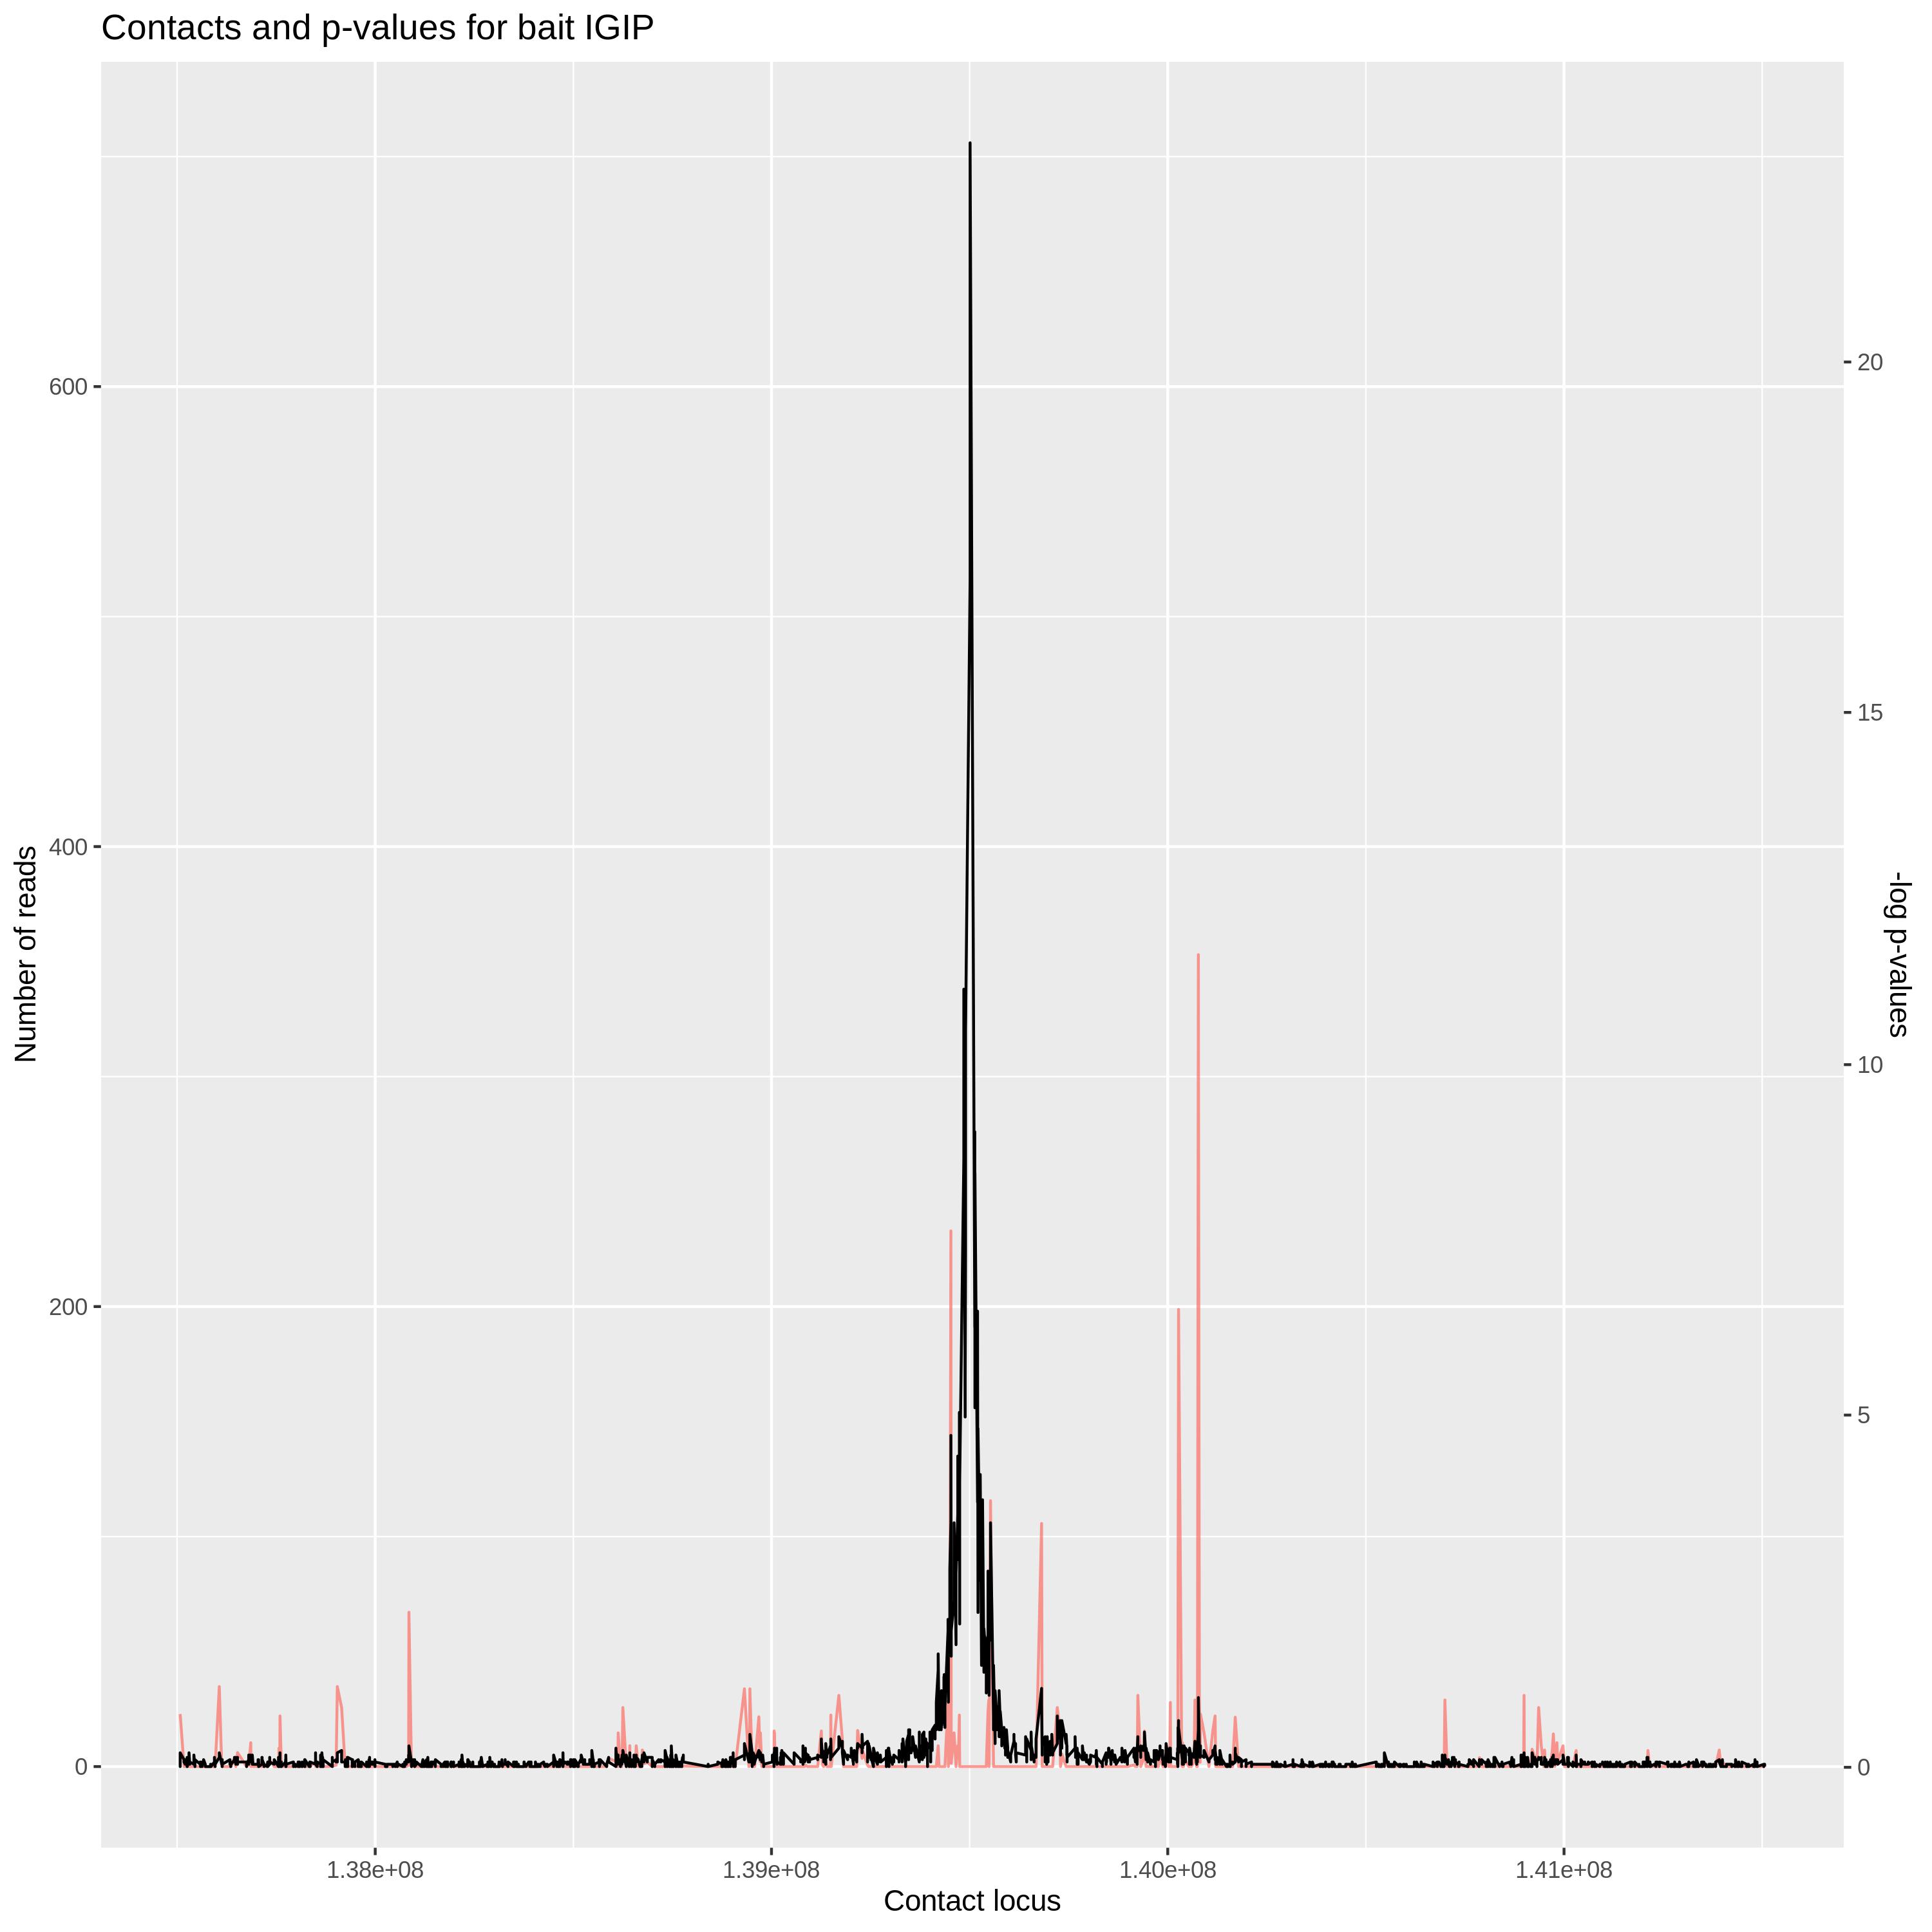 Contacts and p-values for bait IGIP
600
400
200
0
Number of reads
20
15
10
5
0
-log p-values
1.38e+08
1.39e+08
1.40e+08
1.41e+08
Contact locus